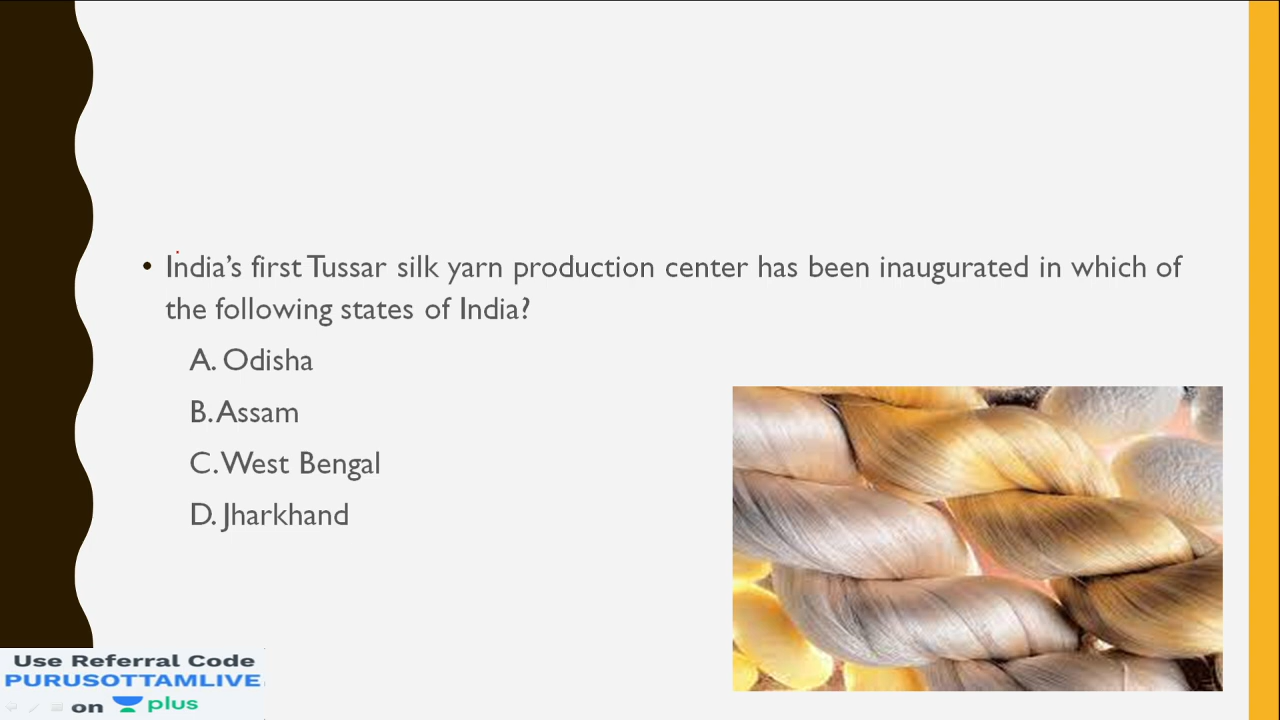 • India’s first Tussar silk yarn production center has been inaugurated in which of
the following states of India?
A. Odisha
B. Assam
C. West Bengal
D. Jharkhand
Use Referral Code
PURUSOTTAMLIVE
on plus